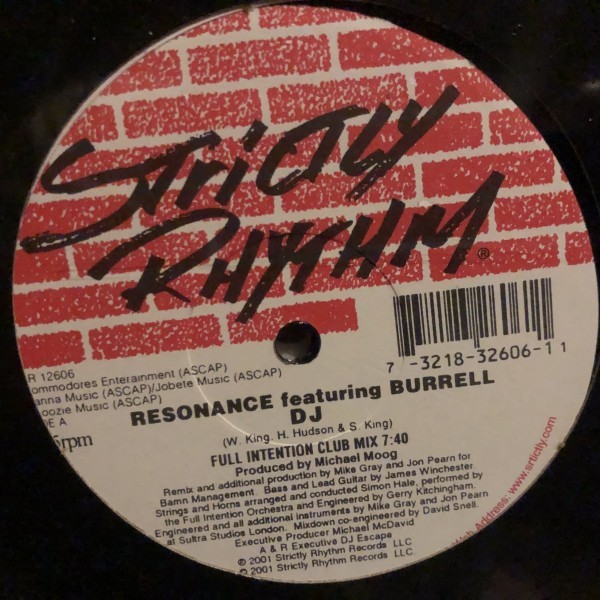 STRICTLY
RHYTHM®
R 12606
ommodores Enterainment (ASCAP)
anna Music (ASCAP)/Jobete Music (ASCAP)
oozie Music (ASCAP)
DE A
5rpm
7 -3218-32606-1 1
RESONANCE featuring BURRELL
DJ
(W. King, H. Hudson & S. King)
FULL INTENTION CLUB MIX 7:40
Produced by Michael Moog
Remix and additional production by Mike Gray and Jon Pearn for
Bamn Management. Bass and Lead Guitar by James Winchester
Strings and Horns arranged and conducted Simon Hale, performed by
the Full Intention Orchestra and Engineered by Gerry Kitchingham.
Engineered and all additional instruments by Mike Gray and Jon Pearn
at Sultra Studios London. Mixdown co-engineered by David Snell.
Executive Producer Michael McDavid
A & R Executive DJ Escape
℗ 2001 Strictly Rhythm Records LLC
© 2001 Strictly Rhythm Records LLC
Web Address: www.srtictly.com